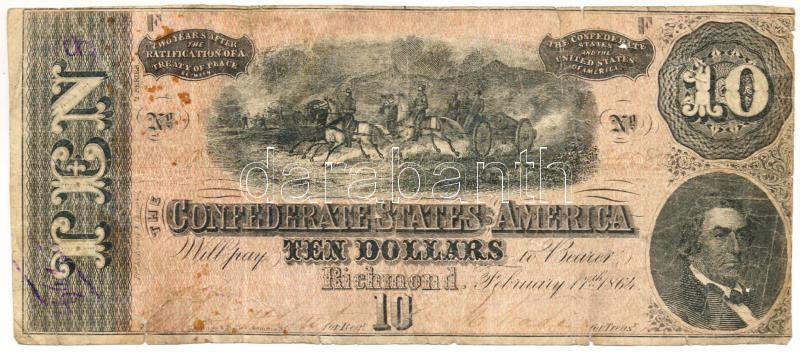 F
F
TWO YEARS AFTER
THE
RATIFICATION OF A
TREATY OF PEACE
BETWEEN
THE CONFEDERATE
STATES
AND THE
UNITED STATES
OF AMERICA.
10
TEN
No.
No.
darabanth
THE
CONFEDERATE STATES OF AMERICA
Will pay TEN DOLLARS to Bearer
Richmond February 17th 1864
10
for Regr.
for Treasr.